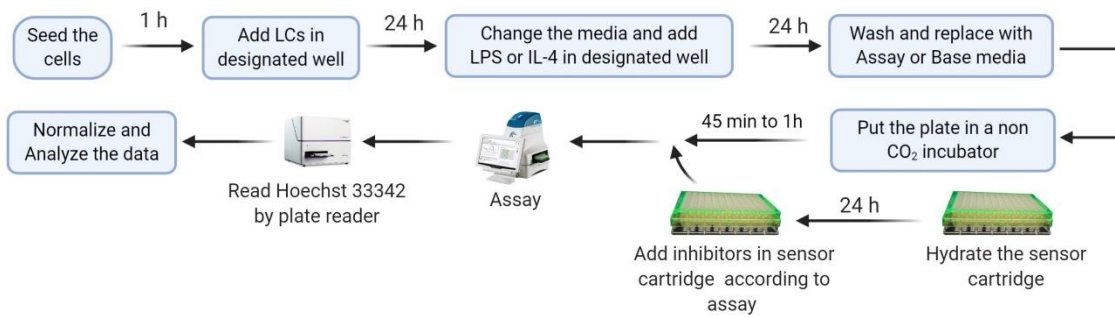 Seed the
cells
1 h
Add LCs in
designated well
24 h
Change the media and add
LPS or IL-4 in designated well
24 h
Wash and replace with
Assay or Base media
Put the plate in a non
CO₂ incubator
45 min to 1h
Hydrate the sensor
cartridge
24 h
Add inhibitors in sensor
cartridge according to
assay
Assay
Read Hoechst 33342
by plate reader
Normalize and
Analyze the data